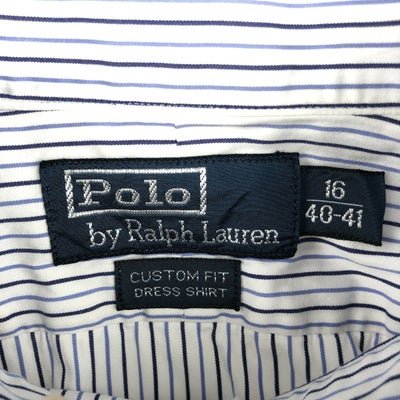 Polo
by Ralph Lauren
16
40-41
CUSTOM FIT
DRESS SHIRT